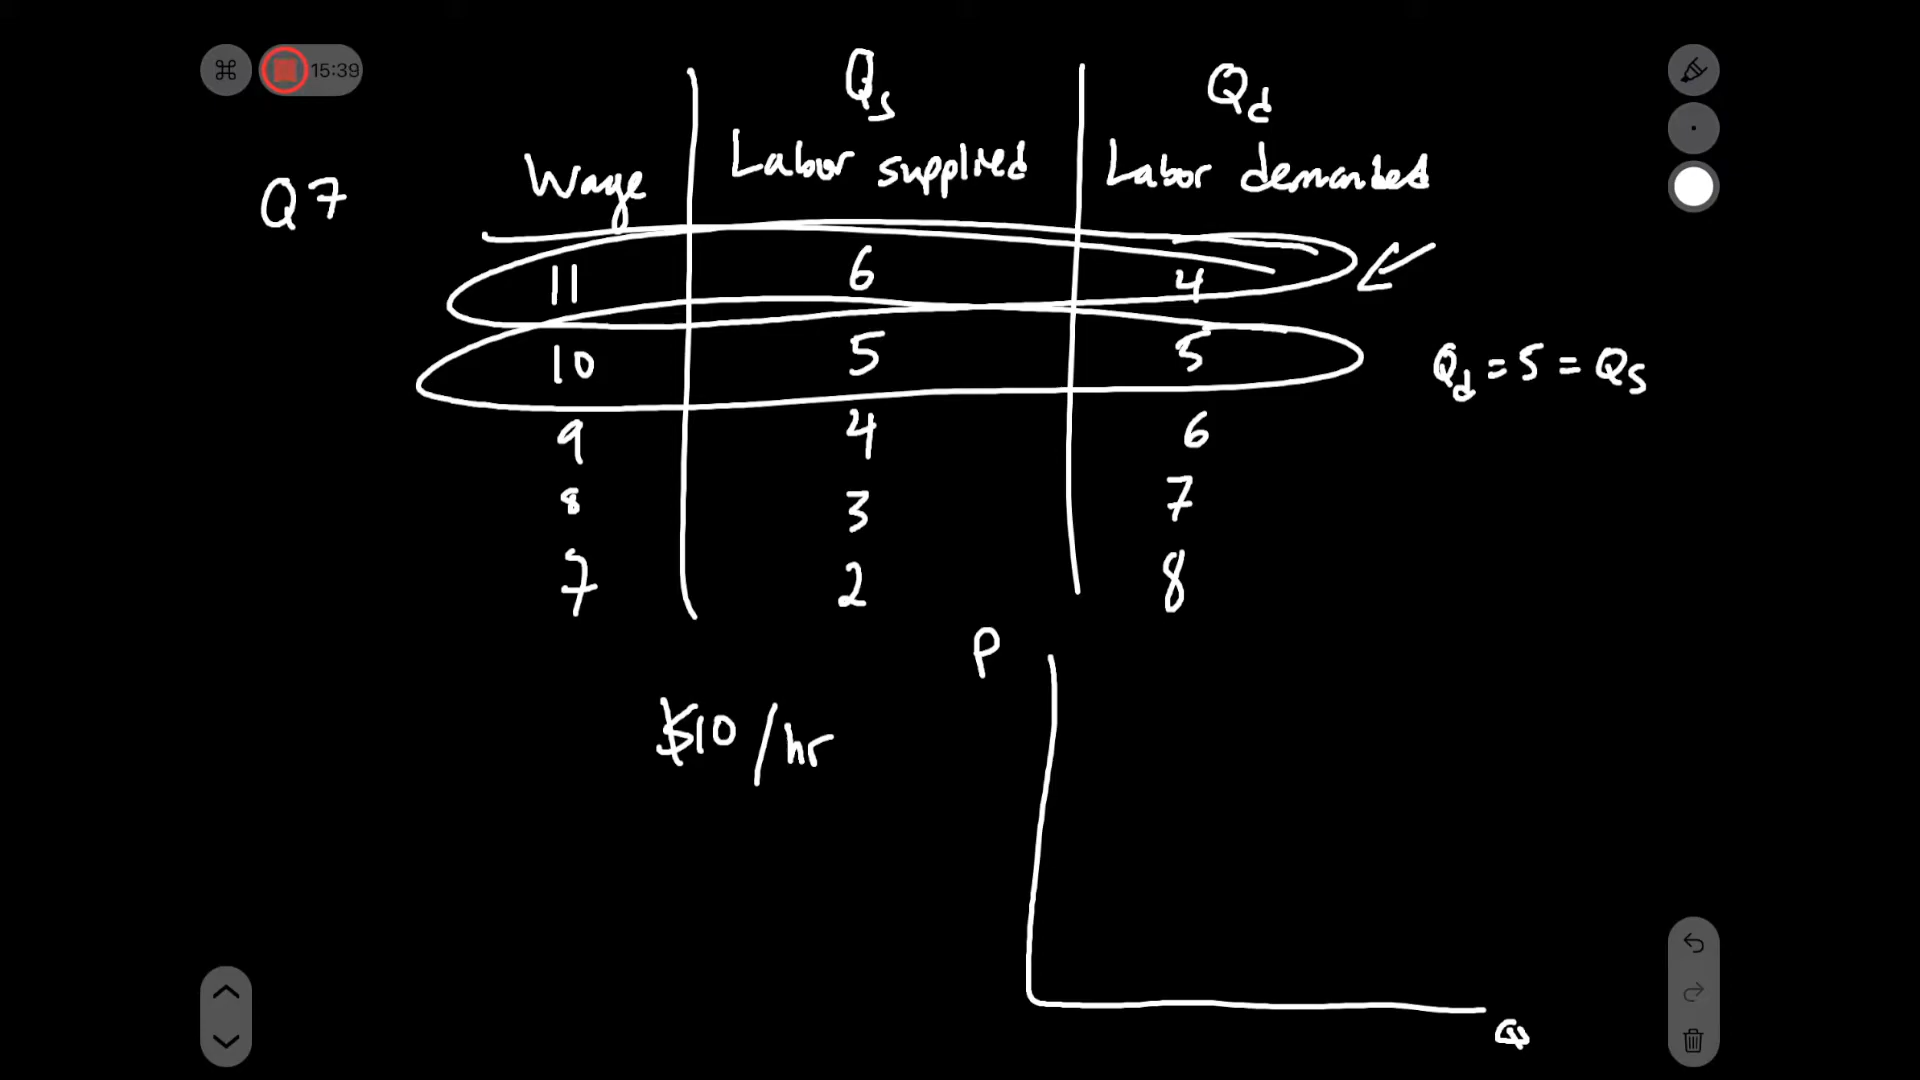 15:39
Q7
Qs Qd
Wage Labor supplied Labor demanded
11 6 4
10 5 5
Qd = 5 = Qs
9 4 6
8 3 7
7 2 8
P
$10/hr
Q